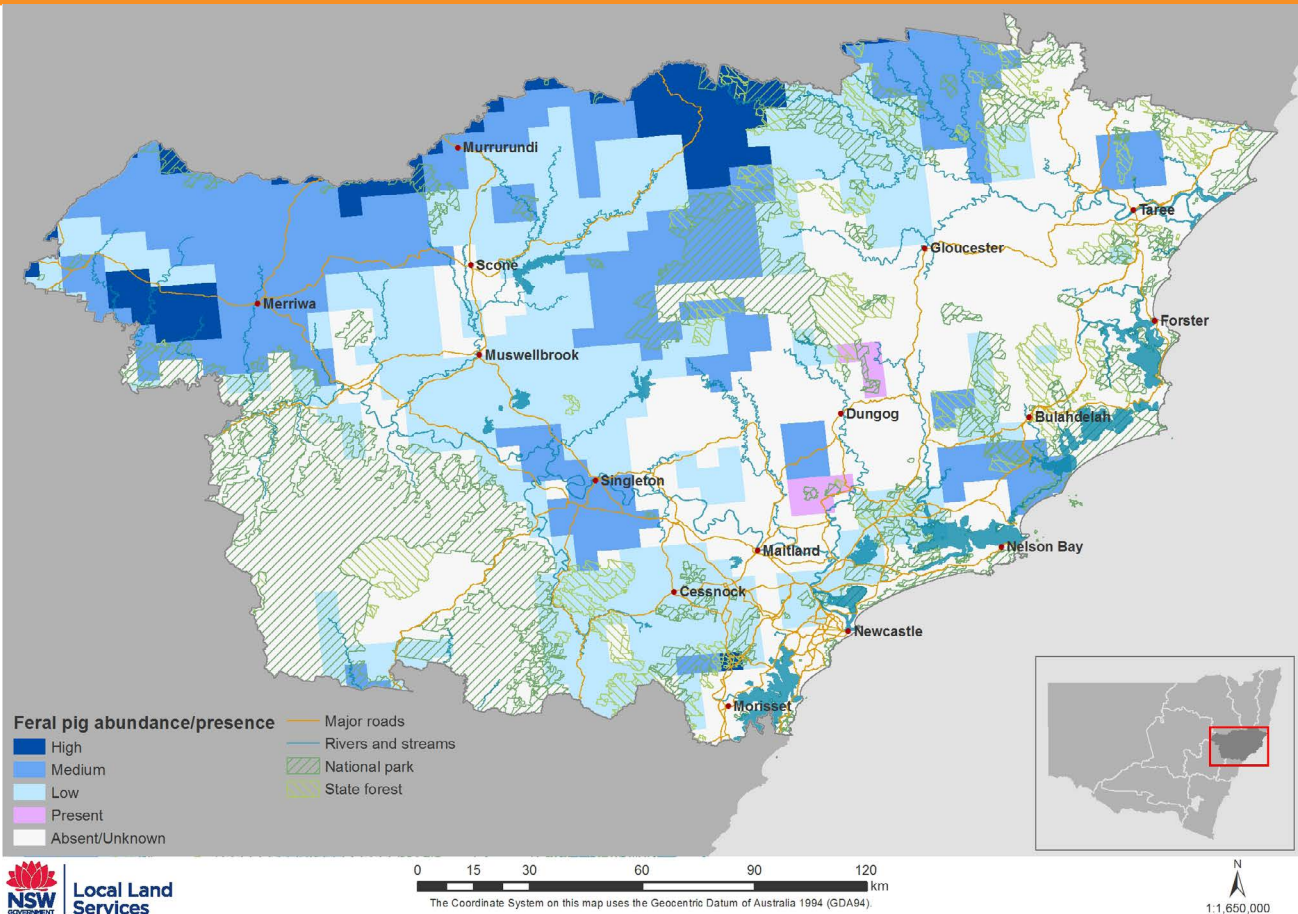 Murrurundi
Taree
Gloucester
Scone
Merriwa
Forster
Muswellbrook
Dungog
Bulahdelah
Singleton
Nelson Bay
Maitland
Cessnock
Newcastle
Morisset
Feral pig abundance/presence
High
Medium
Low
Present
Absent/Unknown
Major roads
Rivers and streams
National park
State forest
NSW
GOVERNMENT
Local Land
Services
0 15 30 60 90 120
km
The Coordinate System on this map uses the Geocentric Datum of Australia 1994 (GDA94).
N
1:1,650,000